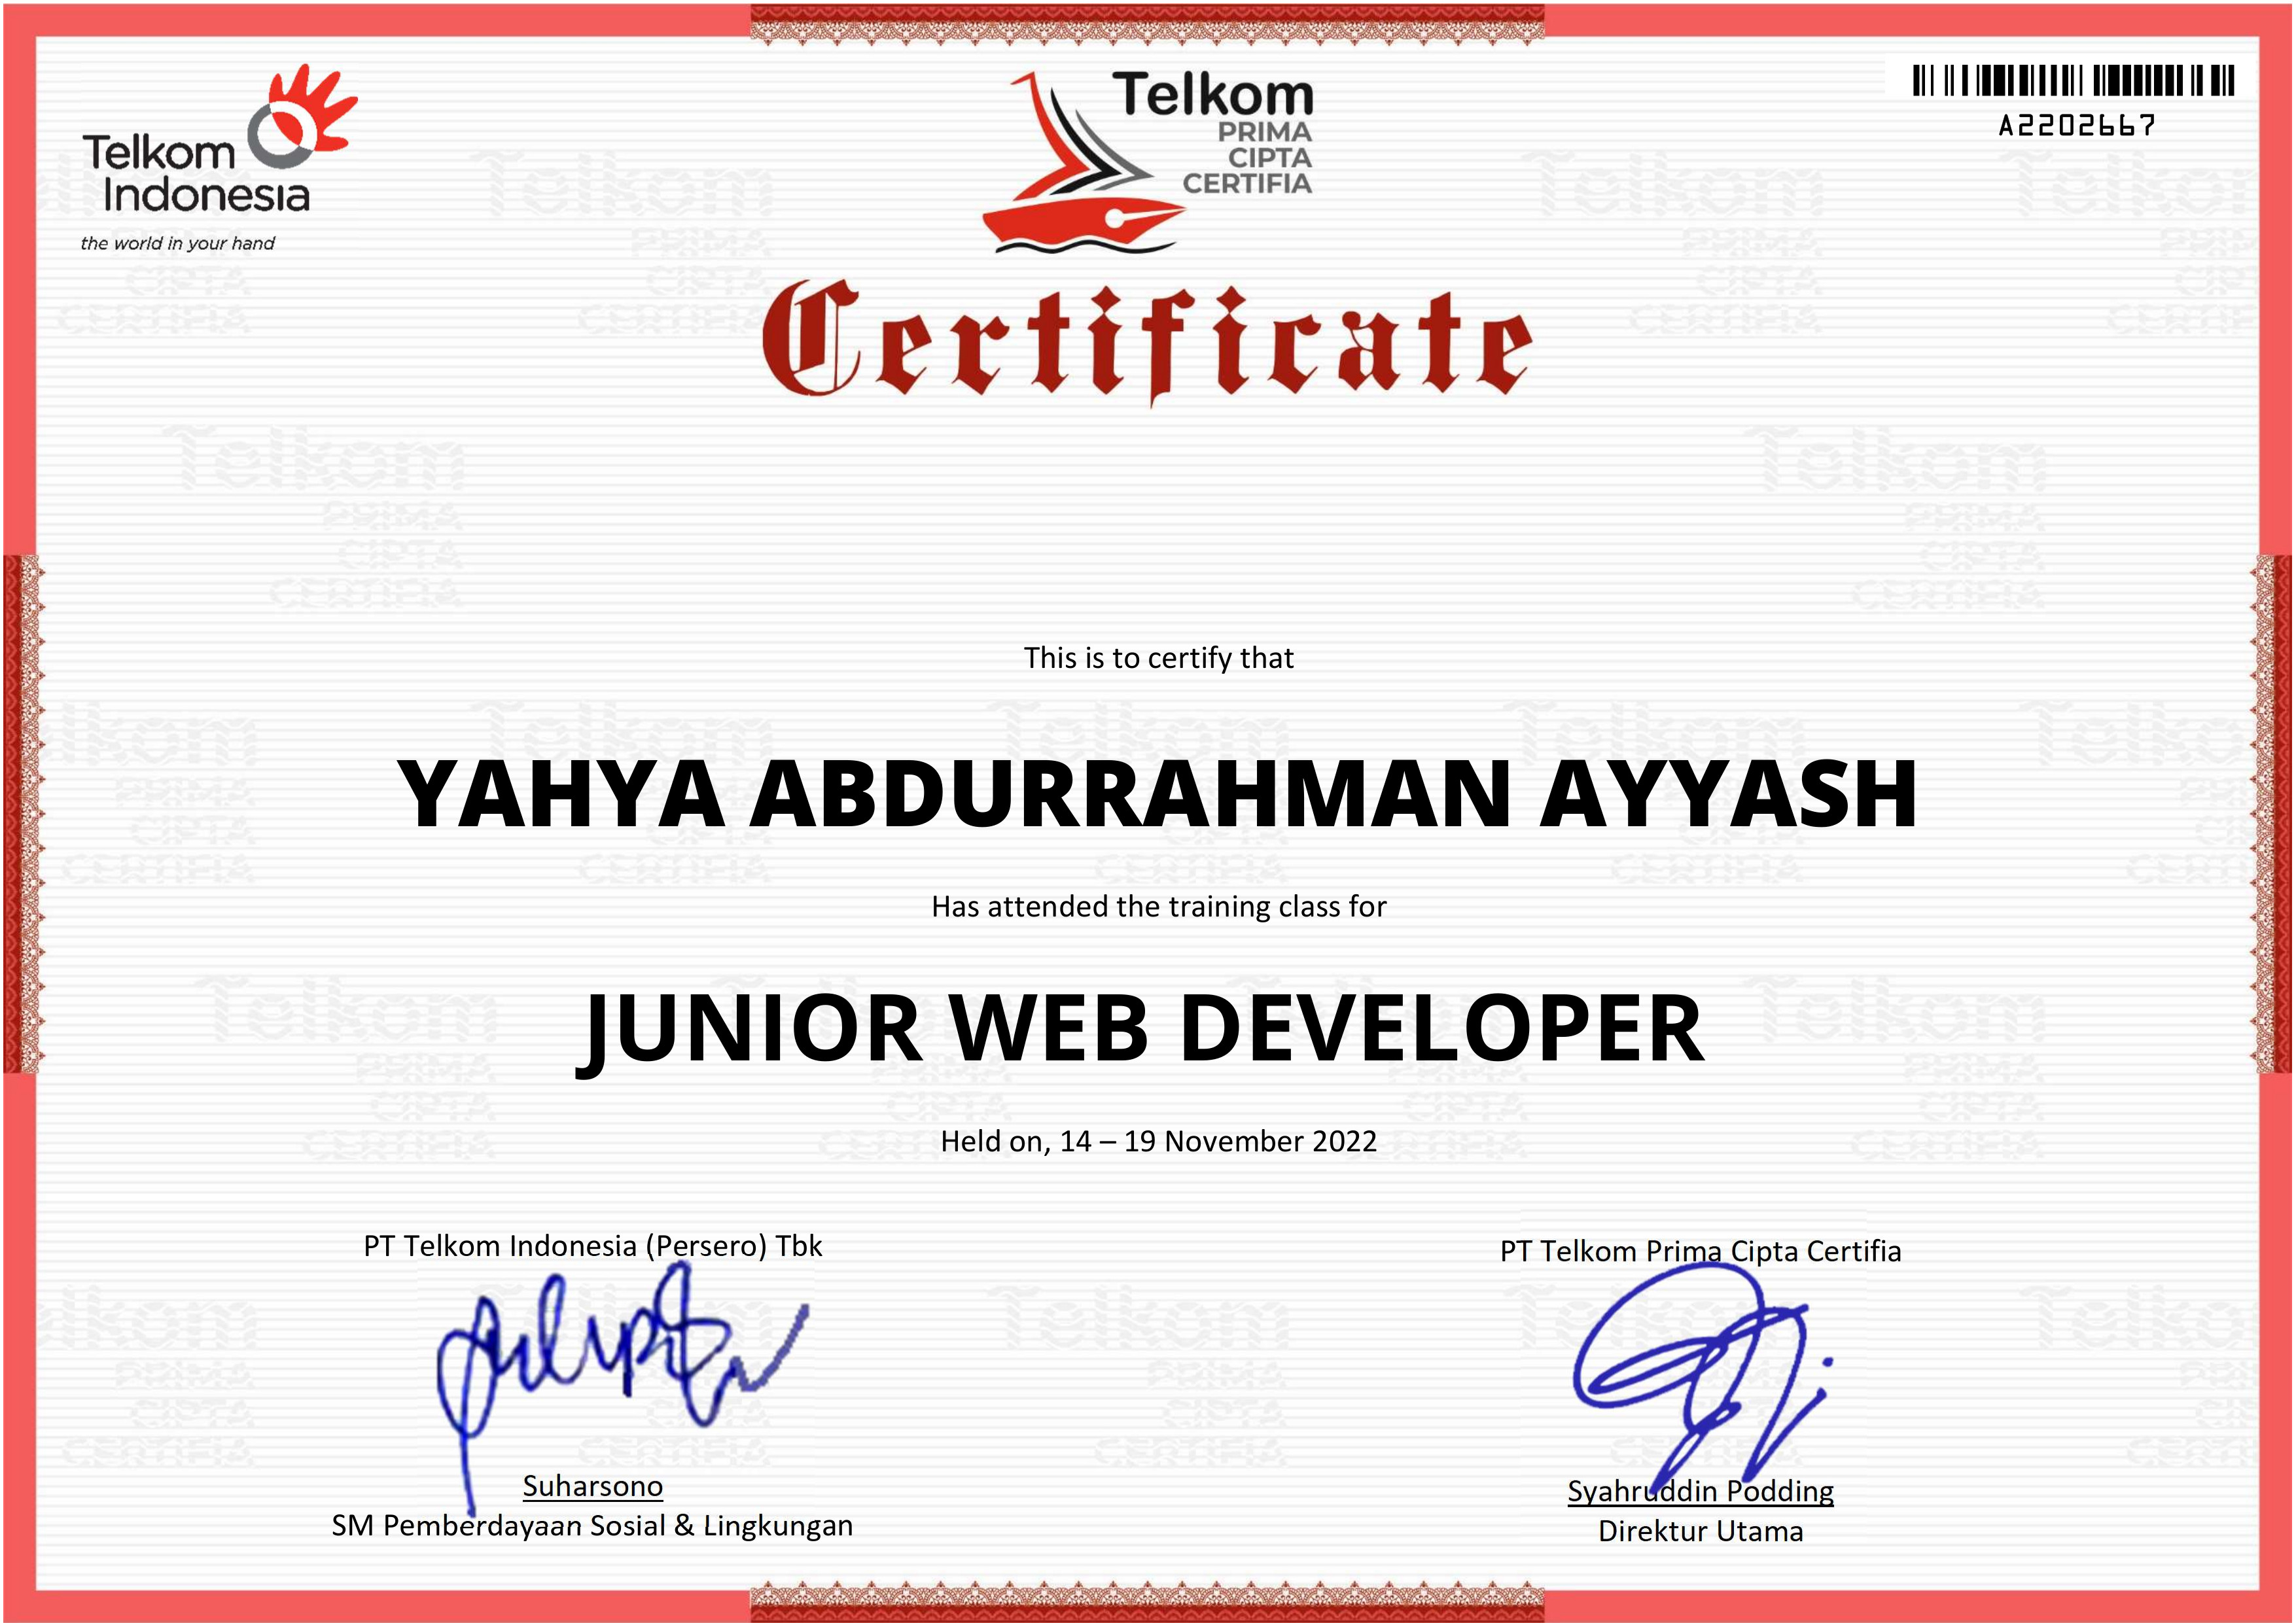 Telkom
Indonesia
the world in your hand
Telkom
PRIMA
CIPTA
CERTIFIA
A2202667
Certificate
This is to certify that
YAHYA ABDURRAHMAN AYYASH
Has attended the training class for
JUNIOR WEB DEVELOPER
Held on, 14 – 19 November 2022
PT Telkom Indonesia (Persero) Tbk
PT Telkom Prima Cipta Certifia
Suharsono
SM Pemberdayaan Sosial & Lingkungan
Syahruddin Podding
Direktur Utama